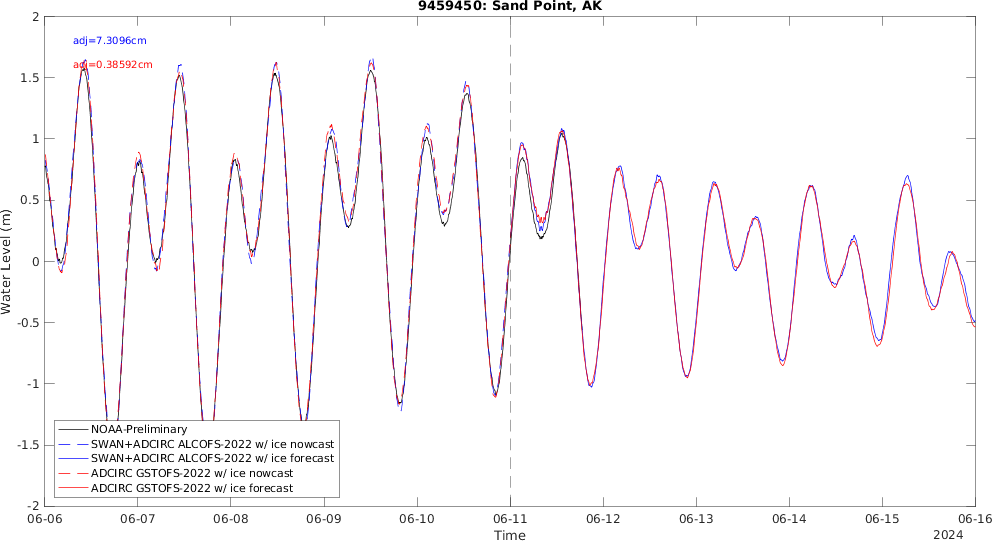 9459450: Sand Point, AK
adj=7.3096cm
adj=0.38592cm
Water Level (m)
2
1.5
1
0.5
0
-0.5
-1
-1.5
-2
NOAA-Preliminary
SWAN+ADCIRC ALCOFS-2022 w/ ice nowcast
SWAN+ADCIRC ALCOFS-2022 w/ ice forecast
ADCIRC GSTOFS-2022 w/ ice nowcast
ADCIRC GSTOFS-2022 w/ ice forecast
06-06 06-07 06-08 06-09 06-10 06-11 06-12 06-13 06-14 06-15 06-16
Time
2024